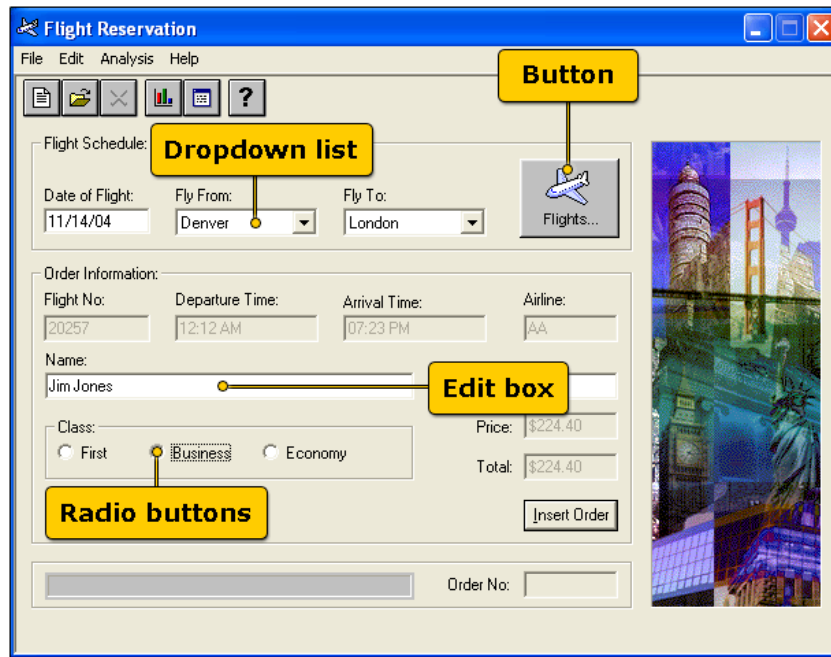 Flight Reservation
File Edit Analysis Help
Button
?
Flight Schedule:
Dropdown list
Date of Flight: Fly From: Fly To:
11/14/04 Denver London Flights...
Order Information:
Flight No: Departure Time: Arrival Time: Airline:
20257 12:12 AM 07:23 PM AA
Name:
Jim Jones
Edit box
Class:
Price: $224.40
First Business Economy
Total: $224.40
Radio buttons
Insert Order
Order No: